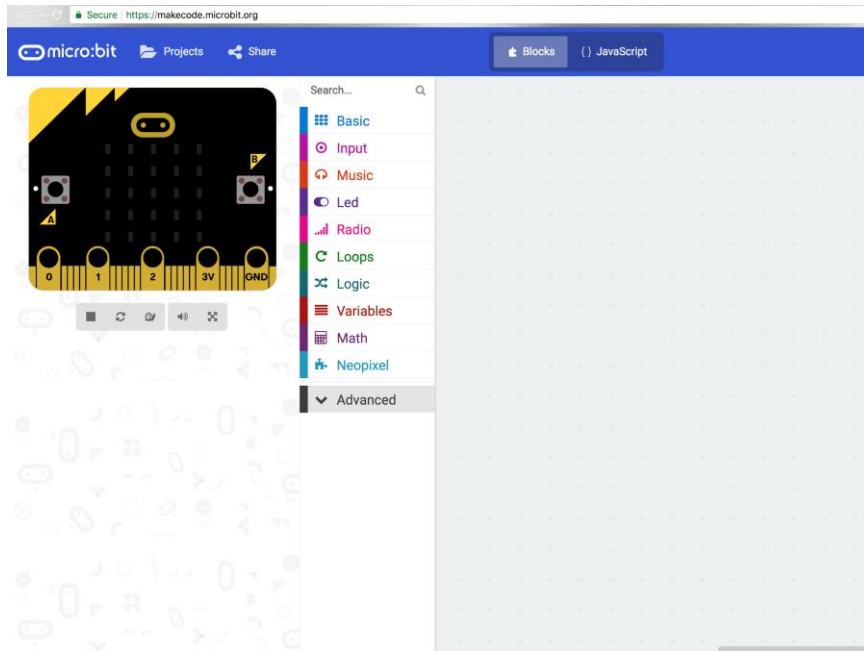 Secure https://makecode.microbit.org
micro:bit Projects Share Blocks {} JavaScript
Search...
Basic
Input
Music
Led
Radio
Loops
Logic
Variables
Math
Neopixel
Advanced
B
A
0 1 2 3V GND